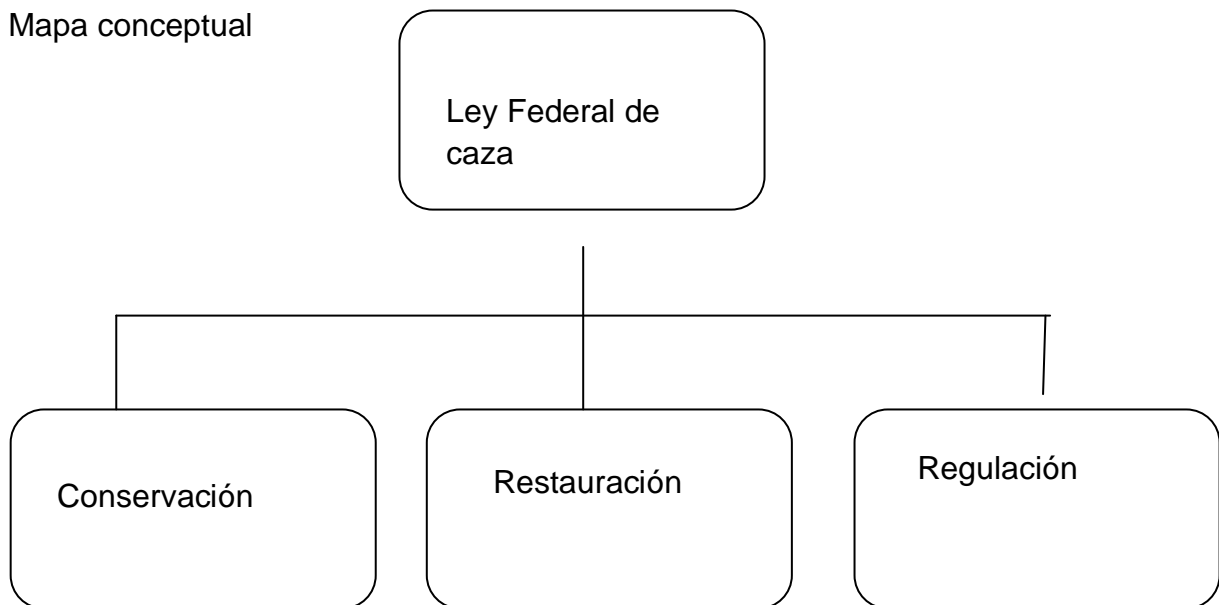 Mapa conceptual
Ley Federal de
caza
Conservación
Restauración
Regulación